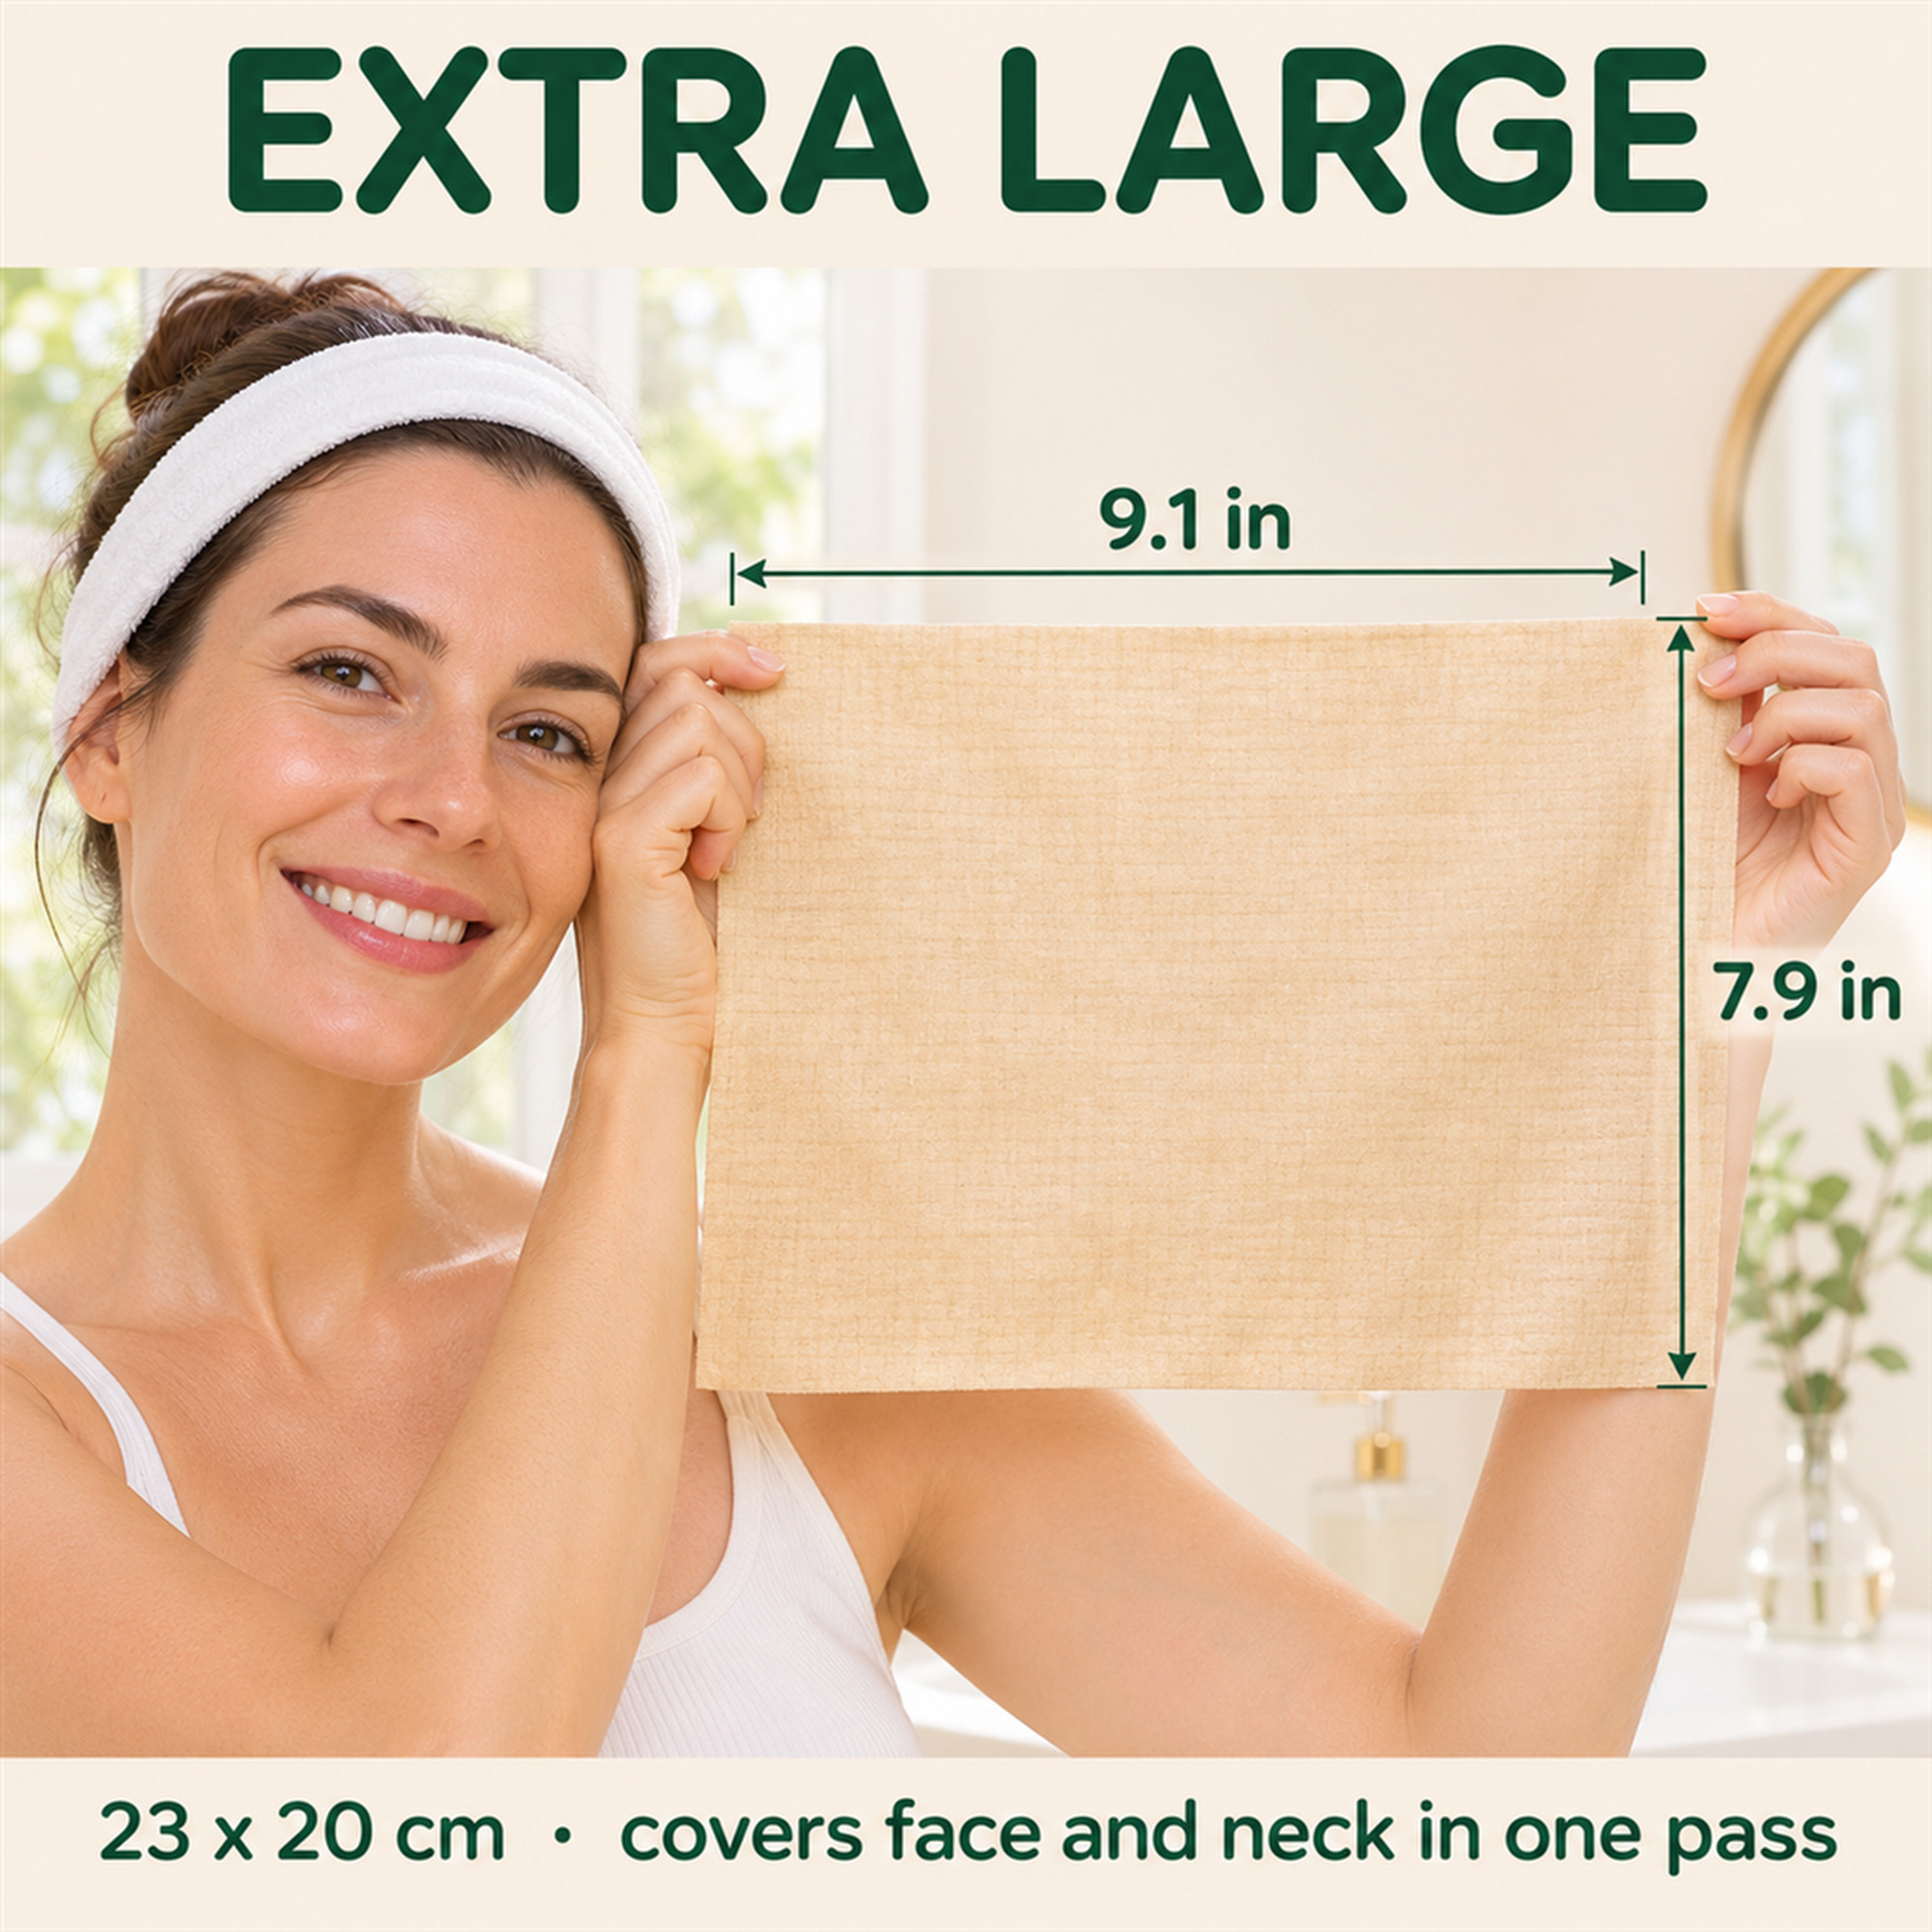 EXTRA LARGE
9.1 in
7.9 in
23 x 20 cm • covers face and neck in one pass